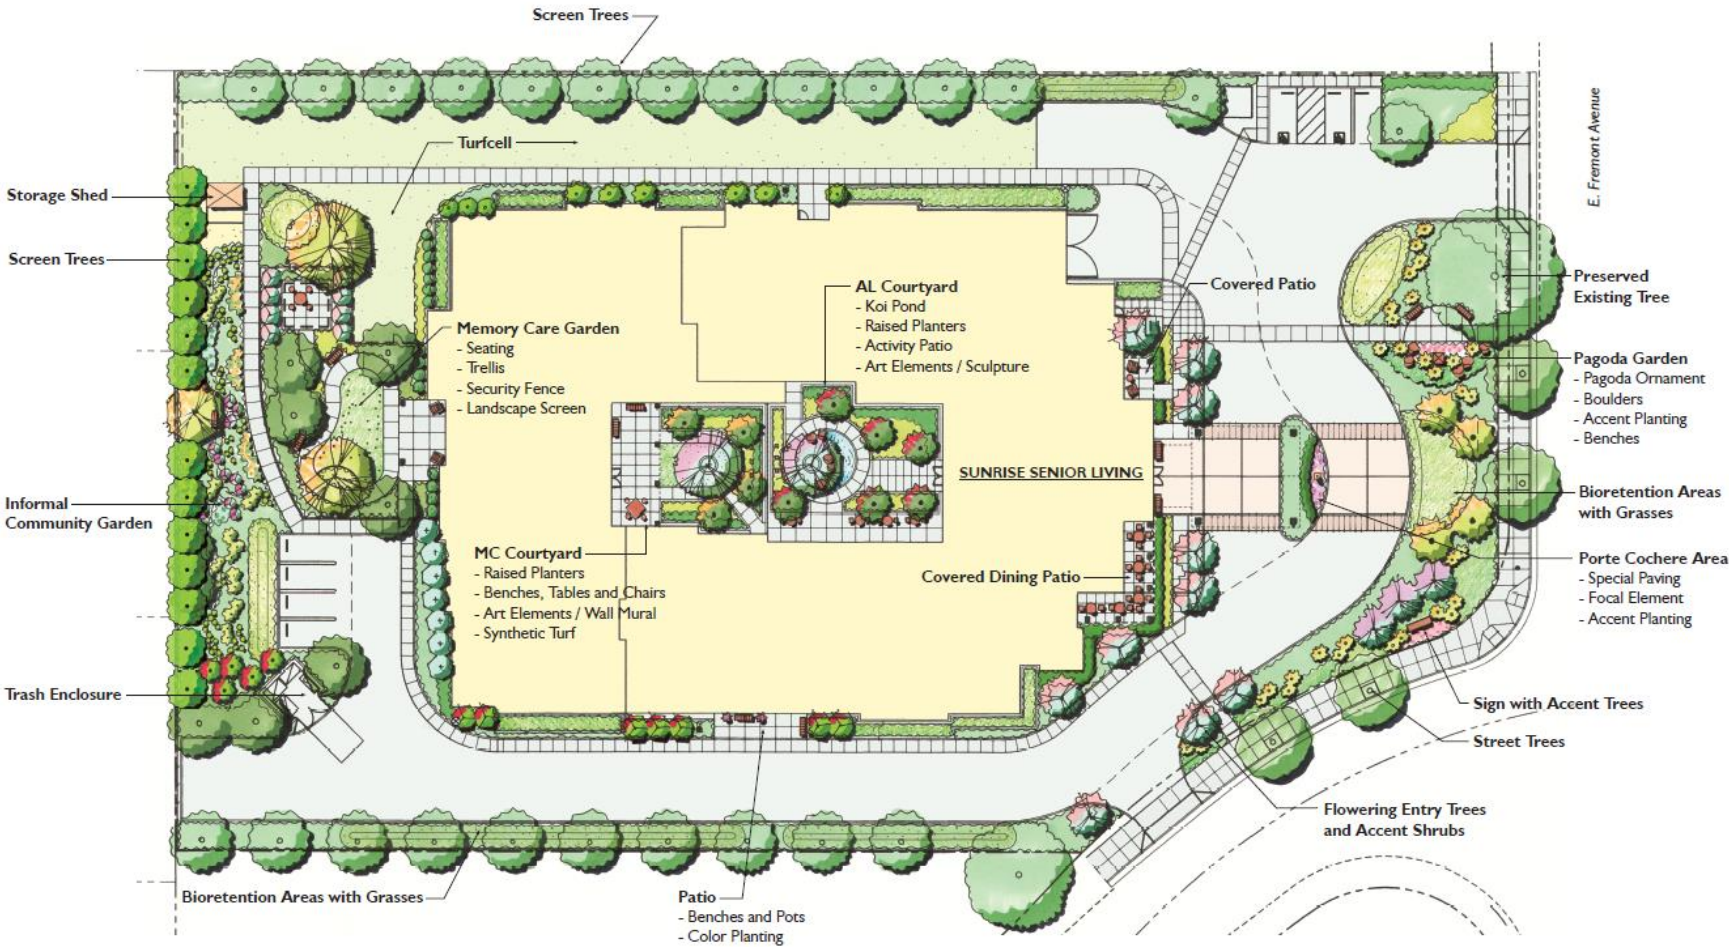 Screen Trees
E. Fremont Avenue
Turfcell
Storage Shed
Screen Trees
Preserved
Existing Tree
Covered Patio
AL Courtyard
- Koi Pond
- Raised Planters
- Activity Patio
- Art Elements / Sculpture
Memory Care Garden
- Seating
- Trellis
- Security Fence
- Landscape Screen
Pagoda Garden
- Pagoda Ornament
- Boulders
- Accent Planting
- Benches
SUNRISE SENIOR LIVING
Informal
Community Garden
Bioretention Areas
with Grasses
MC Courtyard
- Raised Planters
- Benches, Tables and Chairs
- Art Elements / Wall Mural
- Synthetic Turf
Covered Dining Patio
Porte Cochere Area
- Special Paving
- Focal Element
- Accent Planting
Trash Enclosure
Sign with Accent Trees
Street Trees
Flowering Entry Trees
and Accent Shrubs
Bioretention Areas with Grasses
Patio
- Benches and Pots
- Color Planting